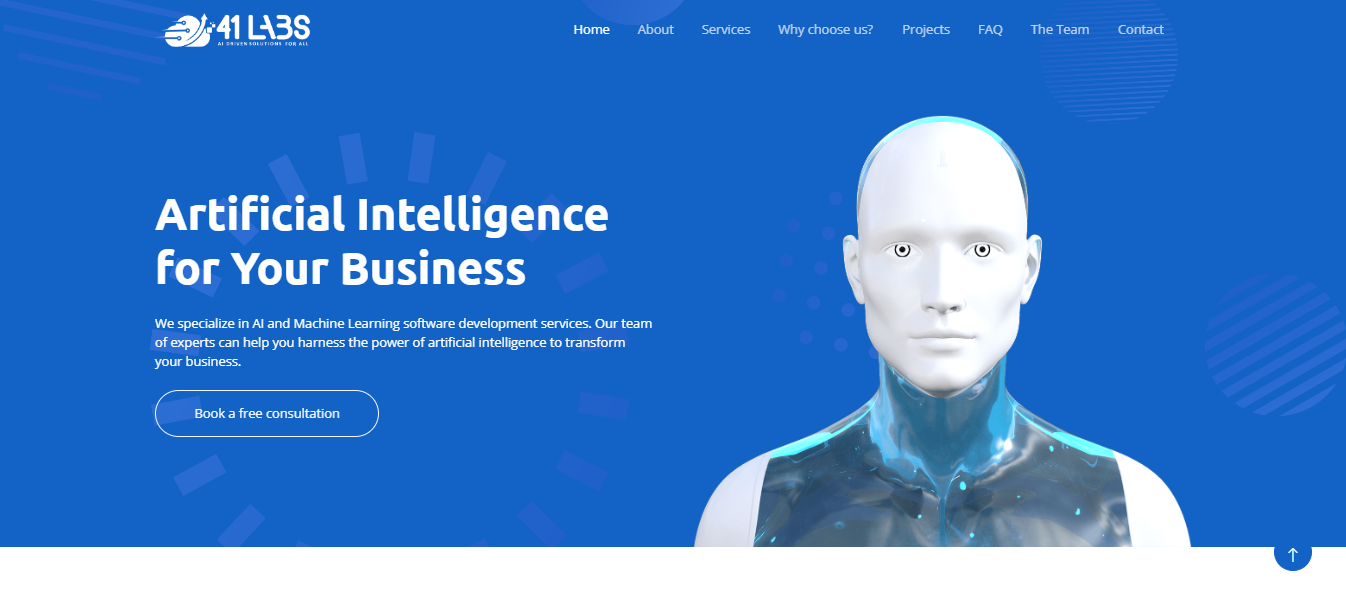 41 LABS
AI DRIVEN SOLUTIONS FOR ALL
Home About Services Why choose us? Projects FAQ The Team Contact
Artificial Intelligence
for Your Business
We specialize in AI and Machine Learning software development services. Our team
of experts can help you harness the power of artificial intelligence to transform
your business.
Book a free consultation